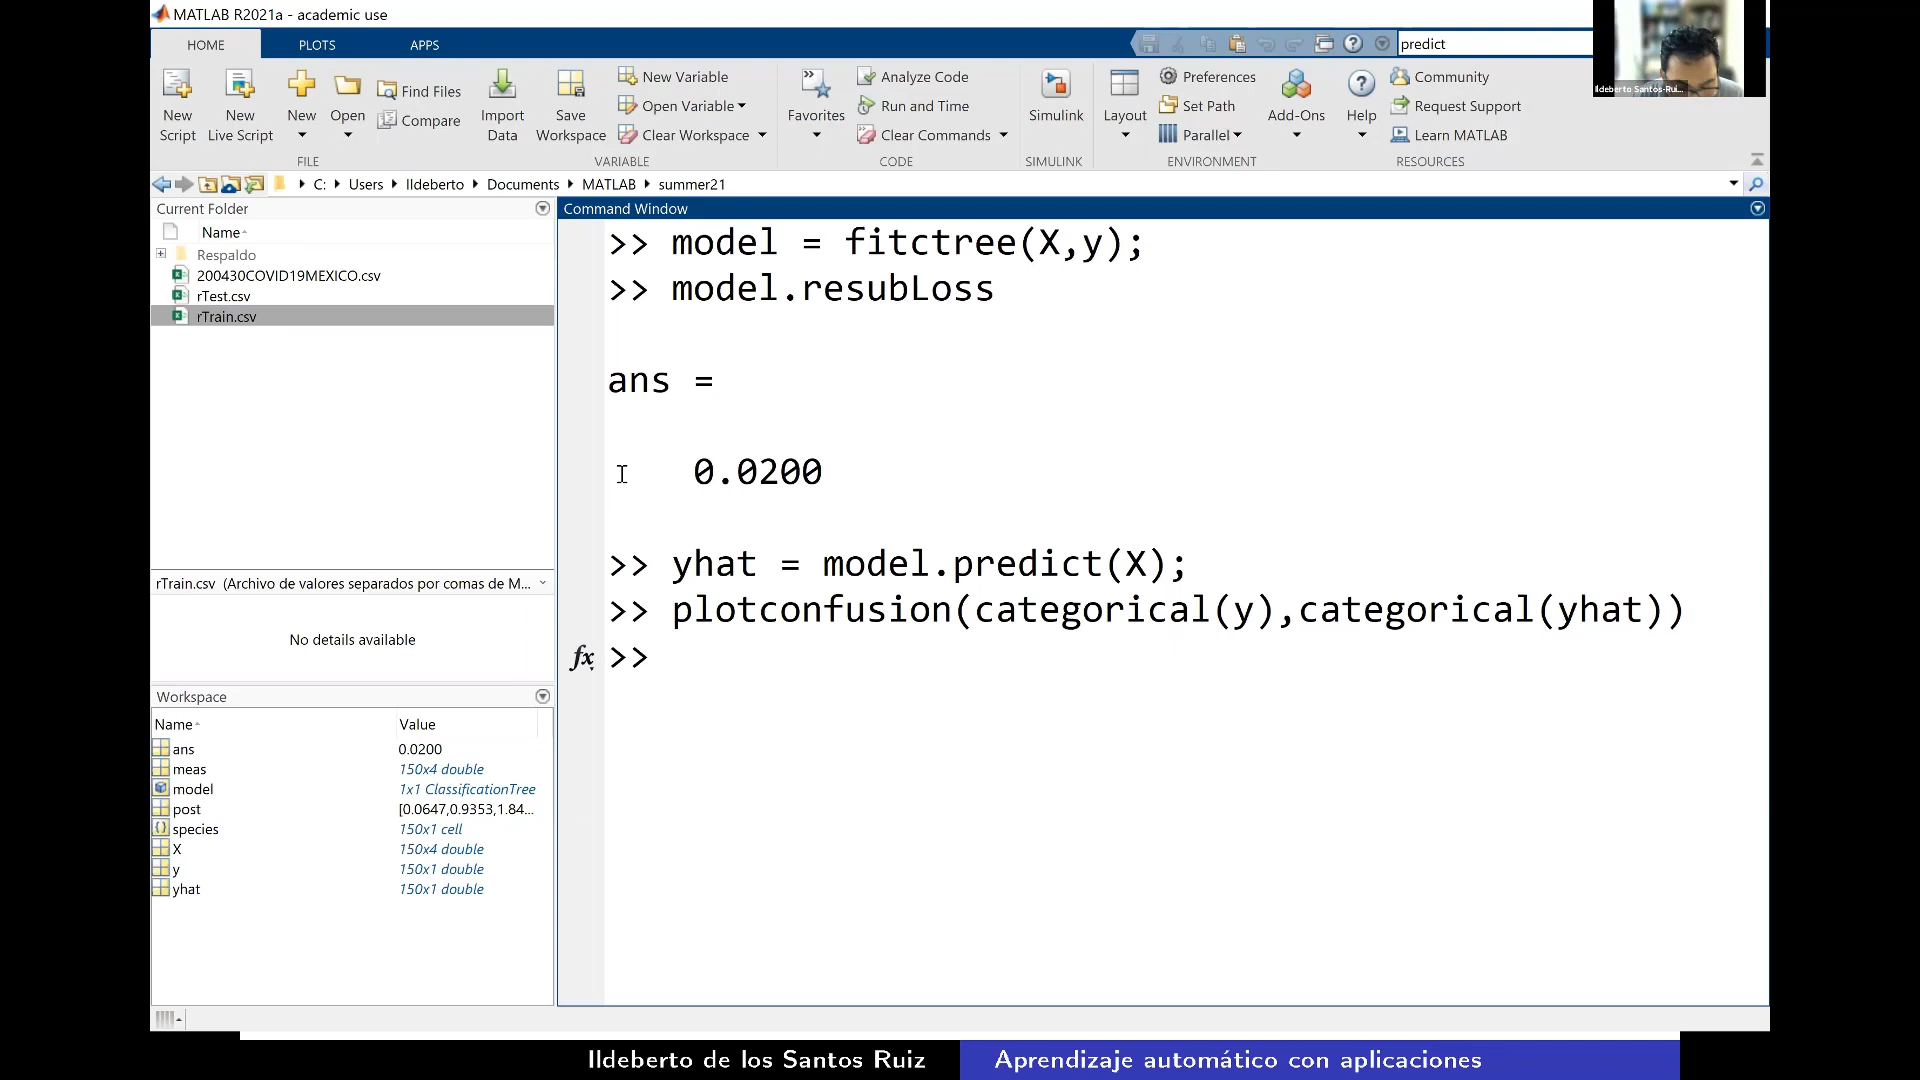 MATLAB R2021a - academic use
HOME PLOTS APPS predict
New Script
New Live Script
New
Open
Find Files
Compare
Import Data
Save Workspace
New Variable
Open Variable
Clear Workspace
Favorites
Analyze Code
Run and Time
Clear Commands
Simulink
Layout
Preferences
Set Path
Parallel
Add-Ons
Help
Community
Request Support
Learn MATLAB
FILE VARIABLE CODE SIMULINK ENVIRONMENT RESOURCES
Ildeberto Santos-Rui...
C: Users Ildeberto Documents MATLAB summer21
Current Folder
Name
Respaldo
200430COVID19MEXICO.csv
rTest.csv
rTrain.csv
rTrain.csv (Archivo de valores separados por comas de M...
No details available
Workspace
Name Value
ans 0.0200
meas 150x4 double
model 1x1 ClassificationTree
post [0.0647,0.9353,1.84...
species 150x1 cell
X 150x4 double
y 150x1 double
yhat 150x1 double
Command Window
>> model = fitctree(X,y);
>> model.resubLoss
ans =
0.0200
>> yhat = model.predict(X);
>> plotconfusion(categorical(y),categorical(yhat))
fx >>
Ildeberto de los Santos Ruiz Aprendizaje automático con aplicaciones